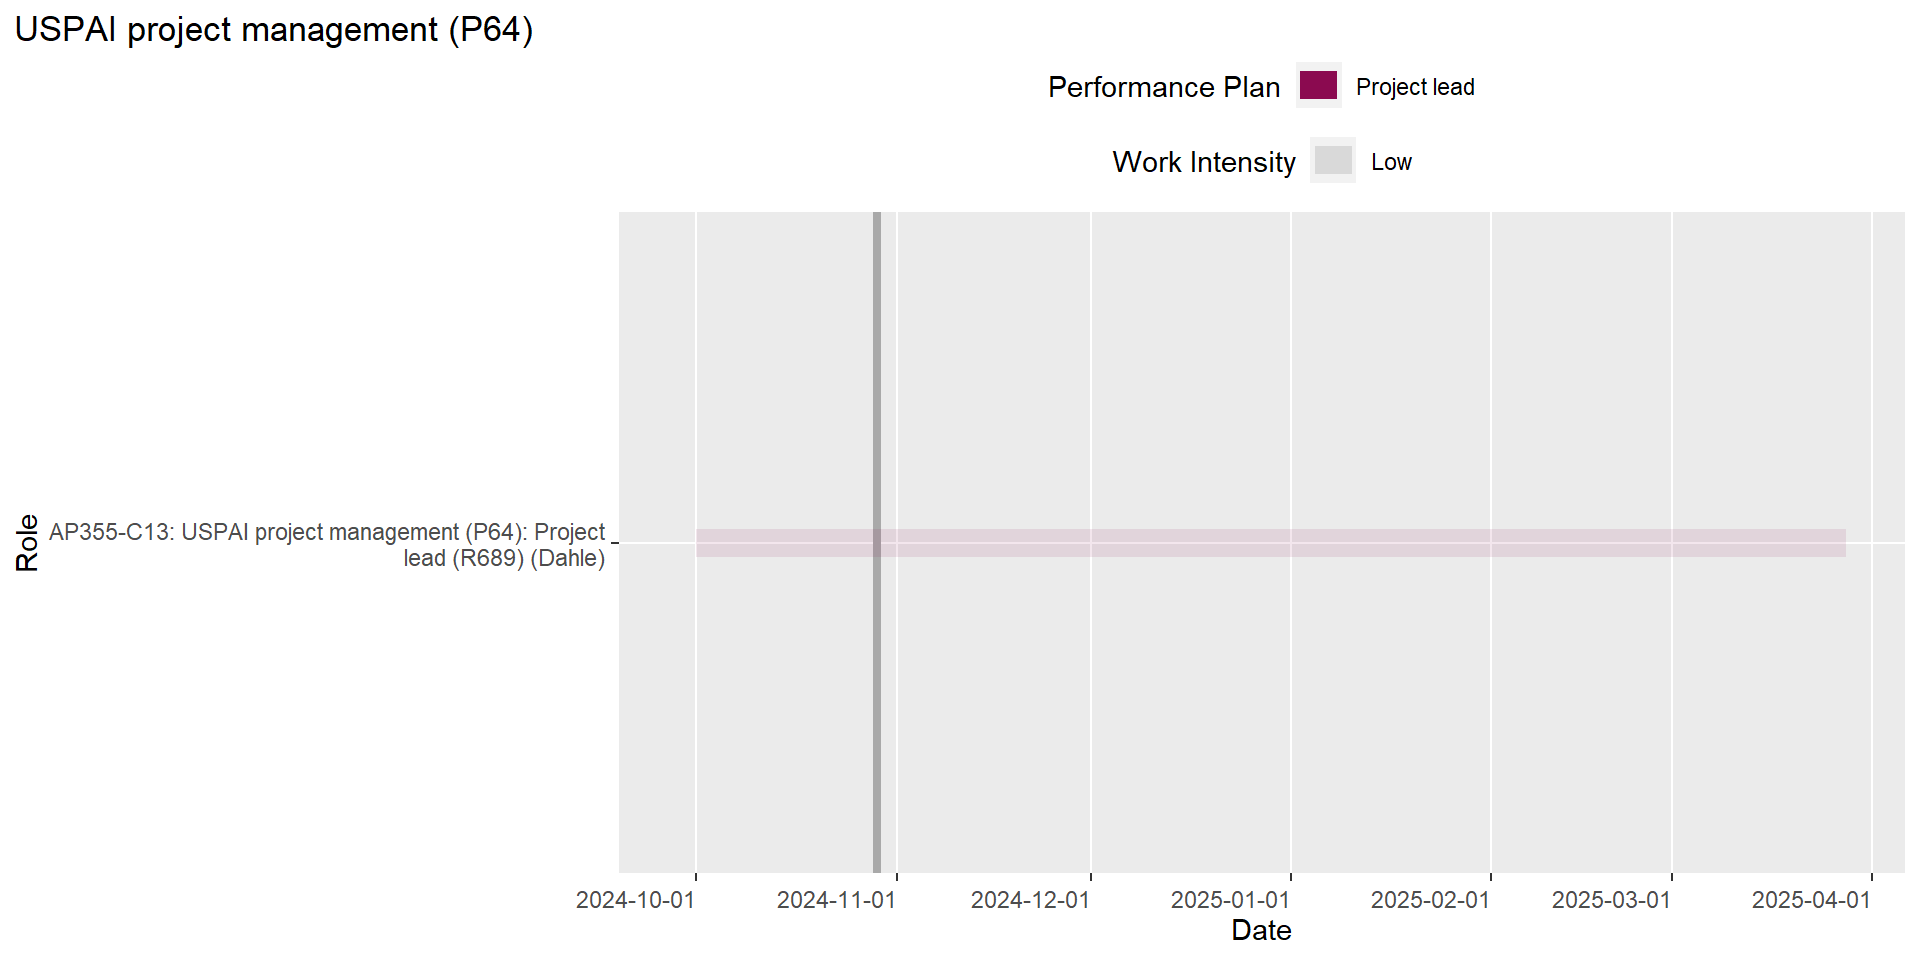 USPAI project management (P64)
Performance Plan Project lead
Work Intensity Low
Role
AP355-C13: USPAI project management (P64): Project
lead (R689) (Dahle)
2024-10-01 2024-11-01 2024-12-01 2025-01-01 2025-02-01 2025-03-01 2025-04-01
Date